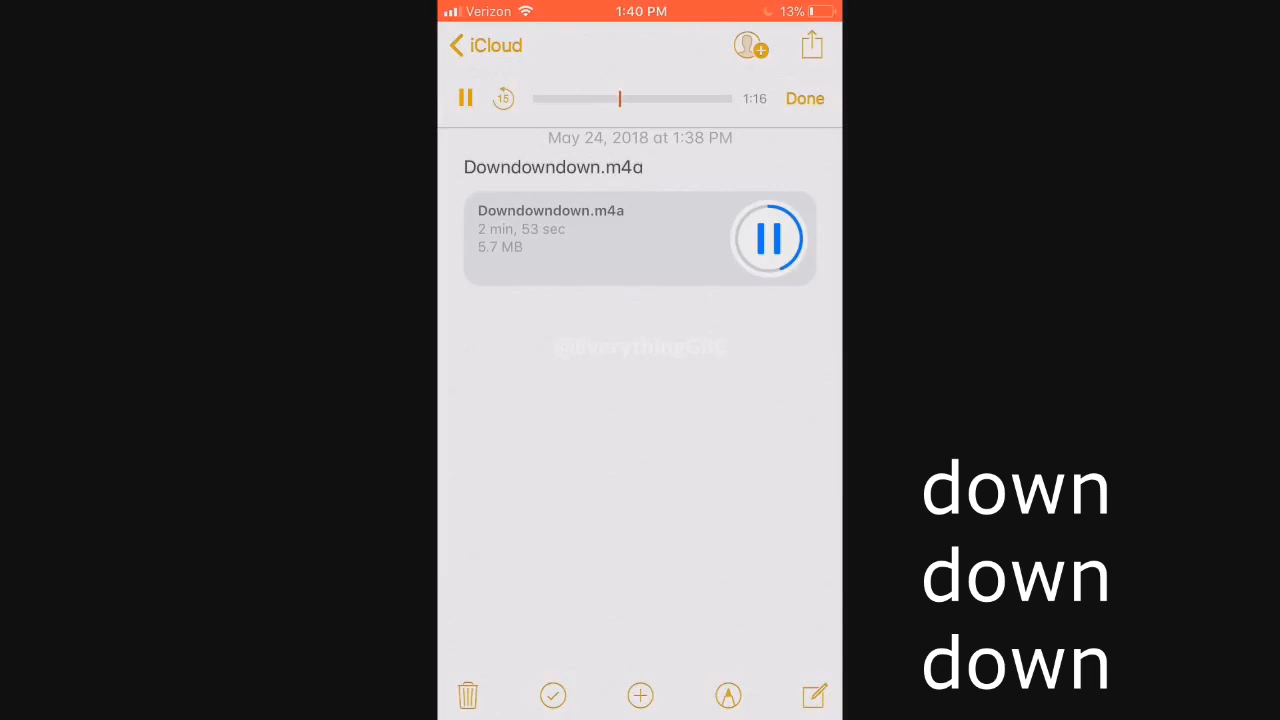 Verizon 1:40 PM 13%
iCloud
15 1:16 Done
May 24, 2018 at 1:38 PM
Downdowndown.m4a
Downdowndown.m4a
2 min, 53 sec
5.7 MB
@EverythingGBC
down
down
down